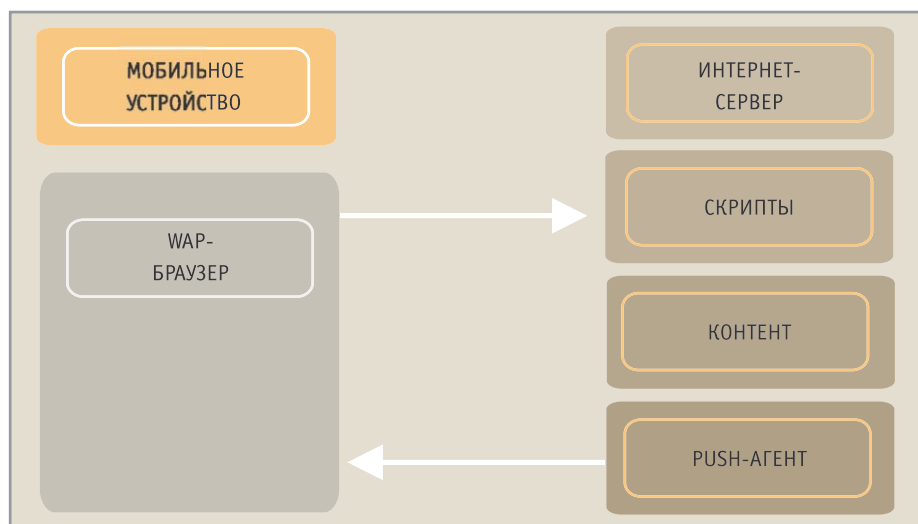 МОБИЛЬНОЕ
УСТРОЙСТВО
ИНТЕРНЕТ-
СЕРВЕР
WAP-
БРАУЗЕР
СКРИПТЫ
КОНТЕНТ
PUSH-АГЕНТ